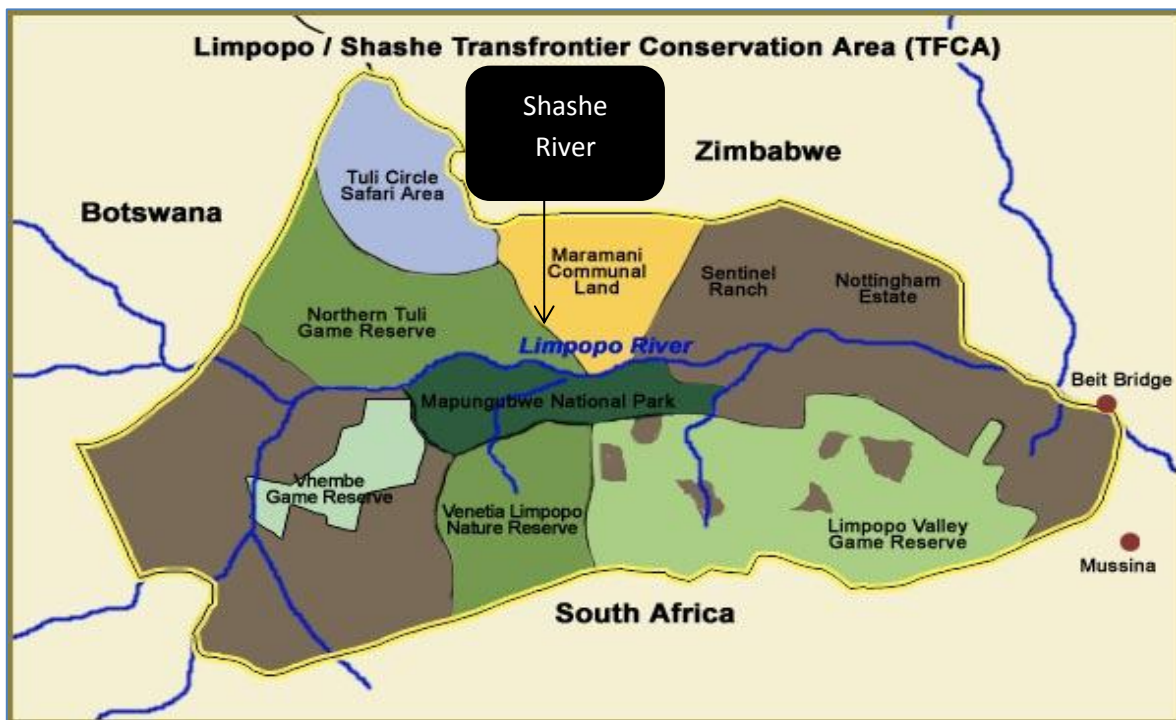 Limpopo / Shashe Transfrontier Conservation Area (TFCA)
Shashe
River
Zimbabwe
Tuli Circle
Safari Area
Botswana
Maramani
Communal
Land
Sentinel
Ranch
Nottingham
Estate
Northern Tuli
Game Reserve
Limpopo River
Beit Bridge
Mapungubwe National Park
Vhembe
Game Reserve
Venetia Limpopo
Nature Reserve
Limpopo Valley
Game Reserve
Mussina
South Africa